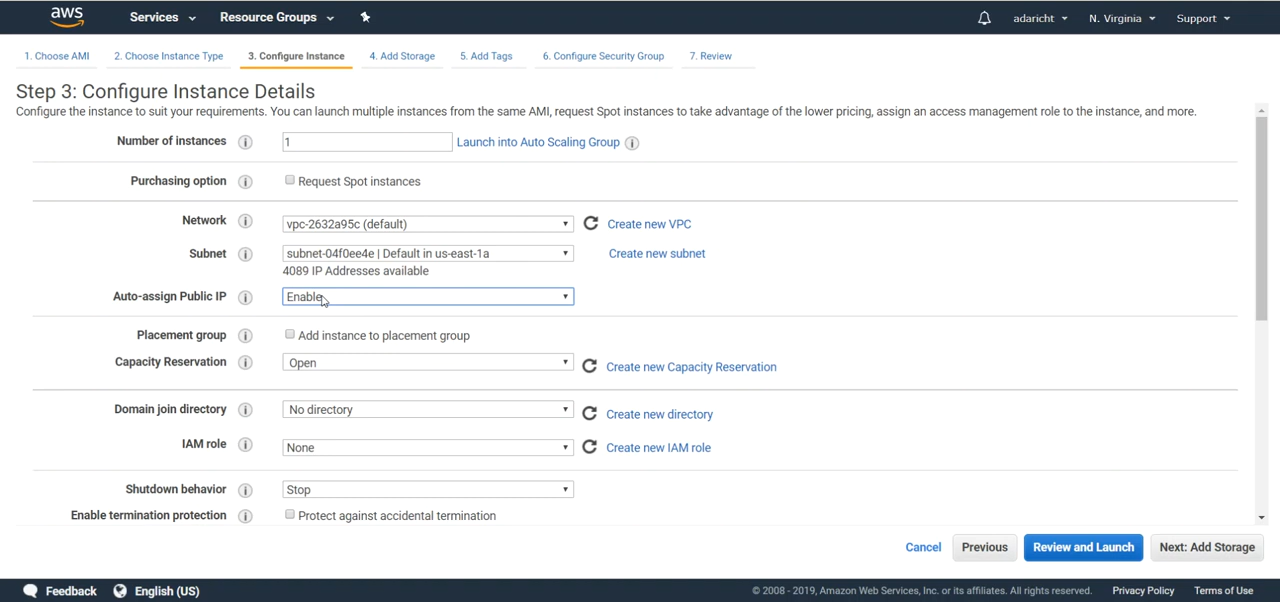 aws Services Resource Groups adaricht N. Virginia Support
1. Choose AMI 2. Choose Instance Type 3. Configure Instance 4. Add Storage 5. Add Tags 6. Configure Security Group 7. Review
Step 3: Configure Instance Details
Configure the instance to suit your requirements. You can launch multiple instances from the same AMI, request Spot instances to take advantage of the lower pricing, assign an access management role to the instance, and more.
Number of instances i 1 Launch into Auto Scaling Group i
Purchasing option i Request Spot instances
Network i vpc-2632a95c (default) Create new VPC
Subnet i subnet-04f0ee4e | Default in us-east-1a Create new subnet
4089 IP Addresses available
Auto-assign Public IP i Enable
Placement group i Add instance to placement group
Capacity Reservation i Open Create new Capacity Reservation
Domain join directory i No directory Create new directory
IAM role i None Create new IAM role
Shutdown behavior i Stop
Enable termination protection i Protect against accidental termination
Cancel Previous Review and Launch Next: Add Storage
Feedback English (US) © 2008 - 2019, Amazon Web Services, Inc. or its affiliates. All rights reserved. Privacy Policy Terms of Use